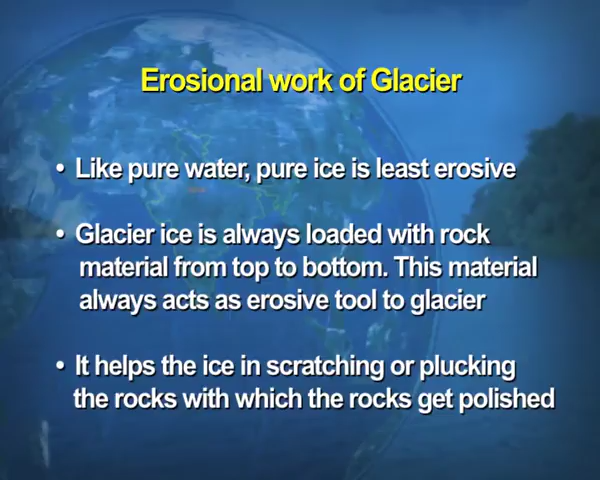 Erosional work of Glacier
• Like pure water, pure ice is least erosive
• Glacier ice is always loaded with rock
material from top to bottom. This material
always acts as erosive tool to glacier
• It helps the ice in scratching or plucking
the rocks with which the rocks get polished